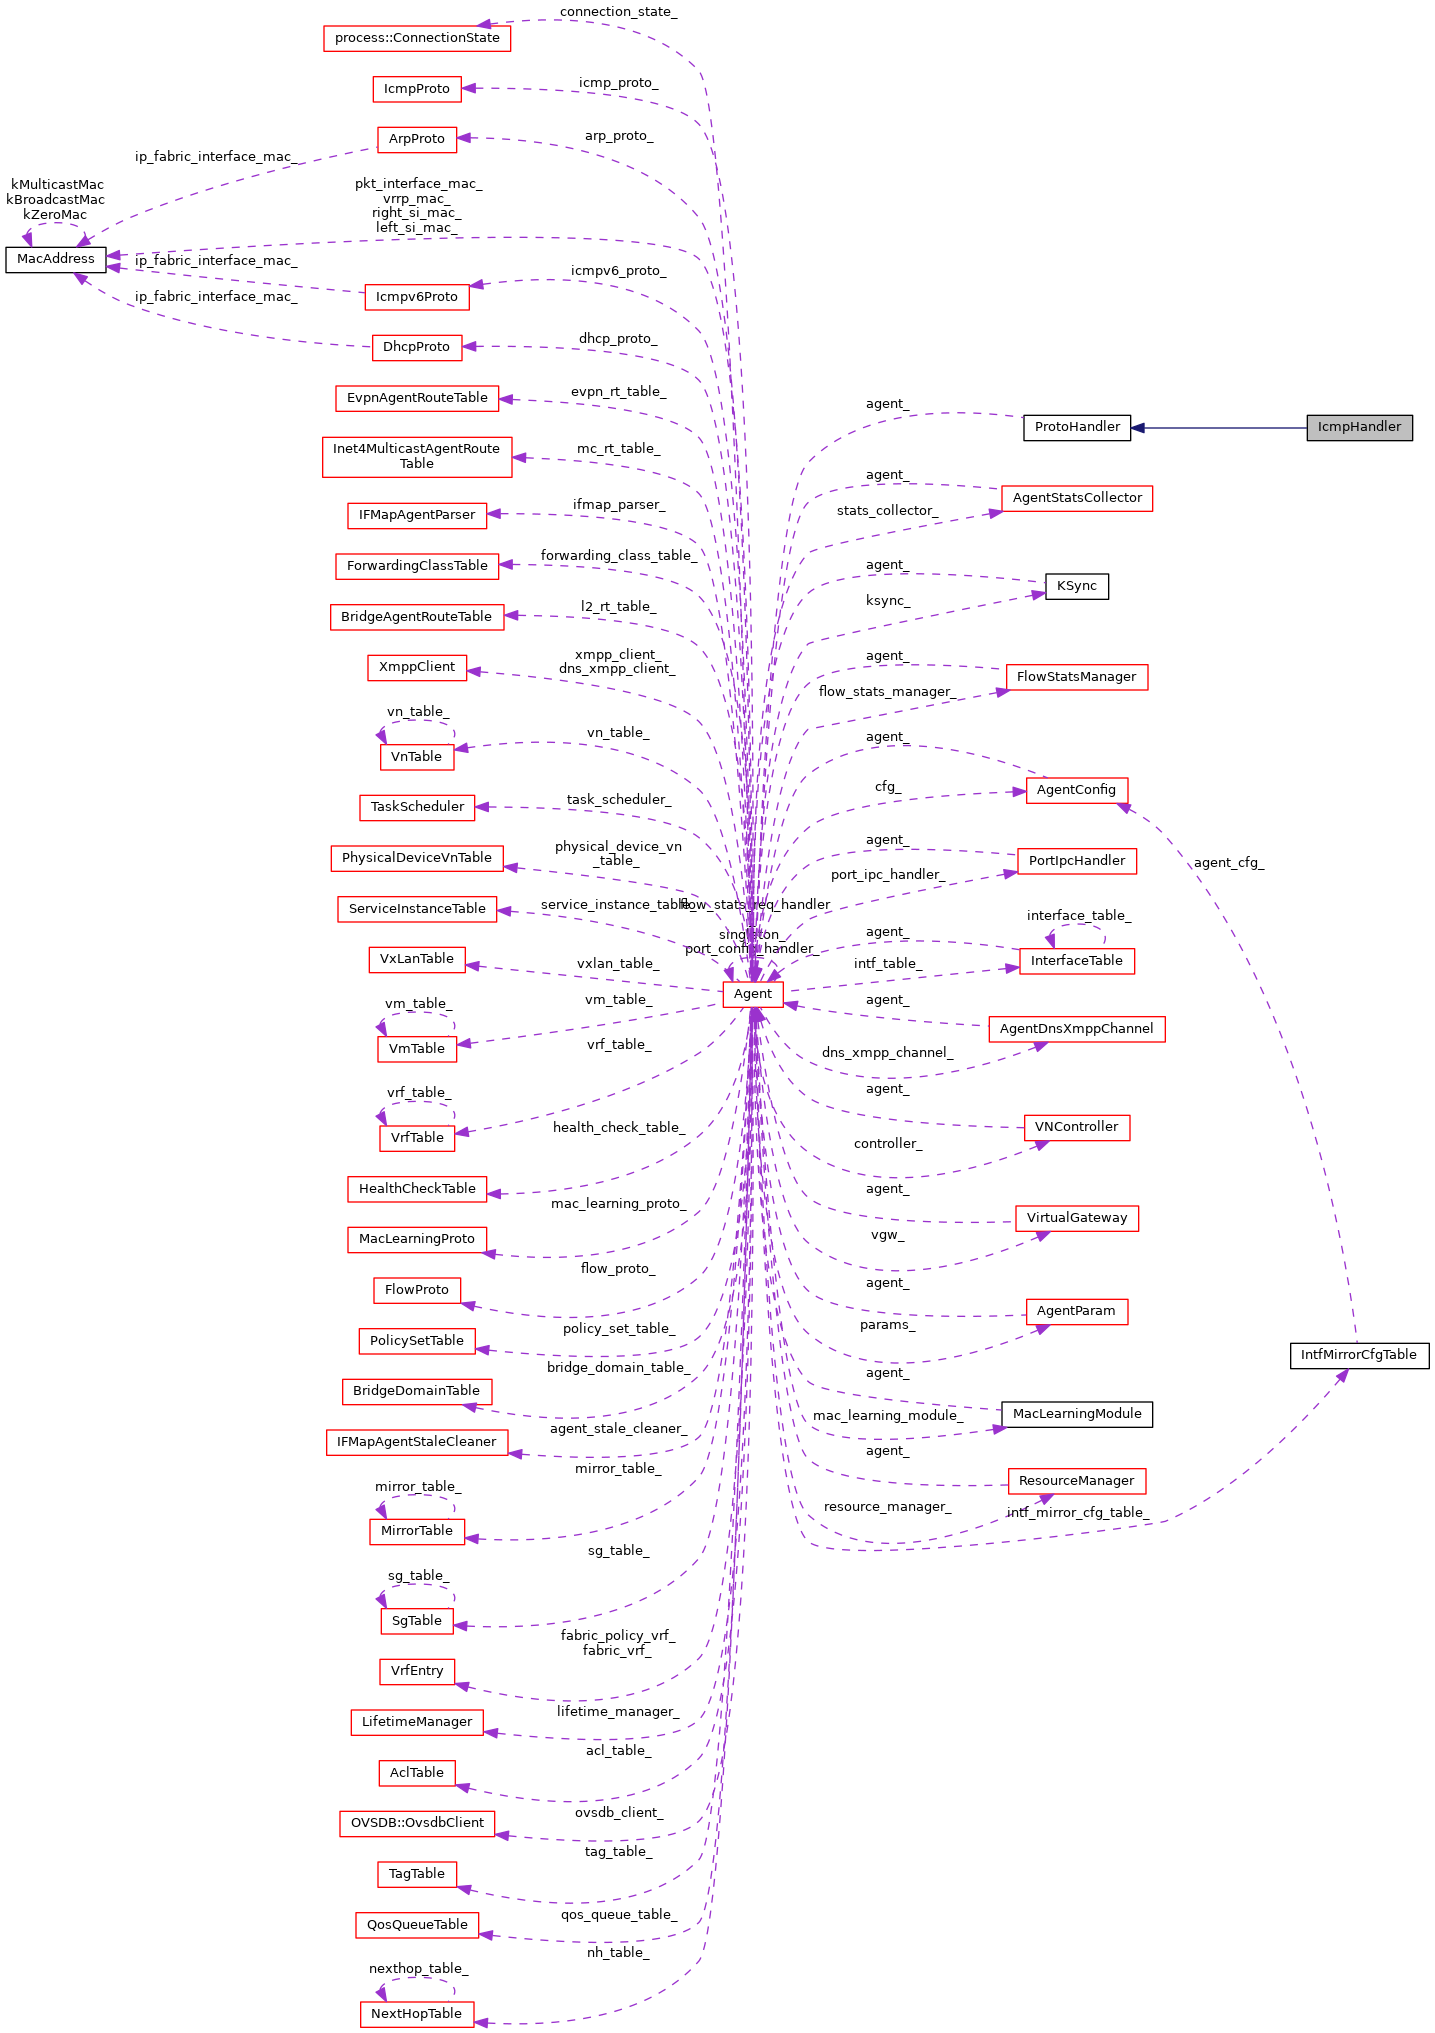 connection_state_
process::ConnectionState
icmp_proto_
IcmpProto
arp_proto_
ArpProto
ip_fabric_interface_mac_
kMulticastMac
kBroadcastMac
kZeroMac
pkt_interface_mac_
vrrp_mac_
right_si_mac_
left_si_mac_
MacAddress
ip_fabric_interface_mac_
icmpv6_proto_
Icmpv6Proto
ip_fabric_interface_mac_
dhcp_proto_
DhcpProto
evpn_rt_table_
EvpnAgentRouteTable
agent_
ProtoHandler
IcmpHandler
mc_rt_table_
Inet4MulticastAgentRoute
Table
agent_
AgentStatsCollector
stats_collector_
ifmap_parser_
IFMapAgentParser
forwarding_class_table_
ForwardingClassTable
agent_
KSync
ksync_
l2_rt_table_
BridgeAgentRouteTable
xmpp_client_
dns_xmpp_client_
XmppClient
agent_
FlowStatsManager
flow_stats_manager_
vn_table_
vn_table_
VnTable
agent_
AgentConfig
cfg_
task_scheduler_
TaskScheduler
physical_device_vn
_table_
PhysicalDeviceVnTable
agent_
PortIpcHandler
port_ipc_handler_
agent_cfg_
service_instance_table_
ServiceInstanceTable
flow_stats_req_handler
_
singleton_
port_config_handler_
interface_table_
agent_
InterfaceTable
intf_table_
vxlan_table_
VxLanTable
Agent
vm_table_
vm_table_
VmTable
agent_
AgentDnsXmppChannel
dns_xmpp_channel_
vrf_table_
vrf_table_
VrfTable
agent_
VNController
controller_
health_check_table_
HealthCheckTable
mac_learning_proto_
MacLearningProto
agent_
VirtualGateway
vgw_
flow_proto_
FlowProto
agent_
AgentParam
params_
policy_set_table_
PolicySetTable
IntfMirrorCfgTable
bridge_domain_table_
BridgeDomainTable
agent_
MacLearningModule
mac_learning_module_
agent_stale_cleaner_
IFMapAgentStaleCleaner
agent_
ResourceManager
resource_manager_
intf_mirror_cfg_table_
mirror_table_
mirror_table_
MirrorTable
sg_table_
sg_table_
SgTable
fabric_policy_vrf_
fabric_vrf_
VrfEntry
lifetime_manager_
LifetimeManager
acl_table_
AclTable
ovsdb_client_
OVSDB::OvsdbClient
tag_table_
TagTable
qos_queue_table_
QosQueueTable
nh_table_
nexthop_table_
NextHopTable